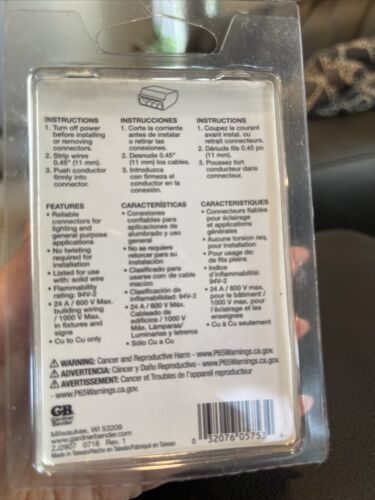 INSTRUCTIONS
1. Turn off power
before installing
or removing
connectors.
2. Strip wires
0.45" (11 mm).
3. Push conductor
firmly into
connector.
INSTRUCCIONES
1. Corte la corriente
antes de instalar
o retirar las
conexiones.
2. Desnude 0.45"
(11 mm) los cables.
3. Introduzca
con firmeza el
conductor en la
conexión.
INSTRUCTIONS
1. Coupez le courant
avant instal. ou
retrait connecteurs.
2. Dénude fils 0.45 po
(11 mm).
3. Poussez fort
conducteur dans
connecteur.
FEATURES
• Reliable
connectors for
lighting and
general purpose
applications
• No twisting
required for
installation
• Listed for use
with: solid wire
• Flammability
rating: 94V-2
• 24 A / 600 V Max.
building wiring
/ 1000 V Max.
in fixtures and
signs
• Cu to Cu only
CARACTERÍSTICAS
• Conexiones
confiables para
aplicaciones de
alumbrado y uso
general
• No se requiere
retorcer para su
instalación
• Clasificado para
usarse con: de cable
macizo
• Clasificación de
inflamabilidad: 94V-2
• 24 A / 600 V Máx.
Cableado de
edificios / 1000 V
Máx, Lámparas/
Luminarias y letreros
• Sólo Cu a Cu
CARACTERISTIQUES
• Connecteurs fiables
pour éclairage
et applications
générales
• Aucune torsion req.
pour installation
• Pour usage de:
de fils pleins
• Indice
d'inflammabilité:
94V-2
• 24 A / 600 V max.
pour le bâtiment /
1000 V max. pour
l'éclairage et les
enseignes
• Cu à Cu seulement
WARNING: Cancer and Reproductive Harm - www.P65Warnings.ca.gov.
ADVERTENCIA: Cáncer y Daño Reproductivo - www.P65Warnings.ca.gov.
AVERTISSEMENT: Cancer et Troubles de l'appareil reproducteur
- www.P65Warnings.ca.gov.
GB
Gardner
Bender
Milwaukee, WI 53209
www.gardnerbender.com
ZJ2807 0718 Rev. 1
Made in Taiwan/Hecho en Taiwan/Fabriqué en Taiwan
0 32076 05753